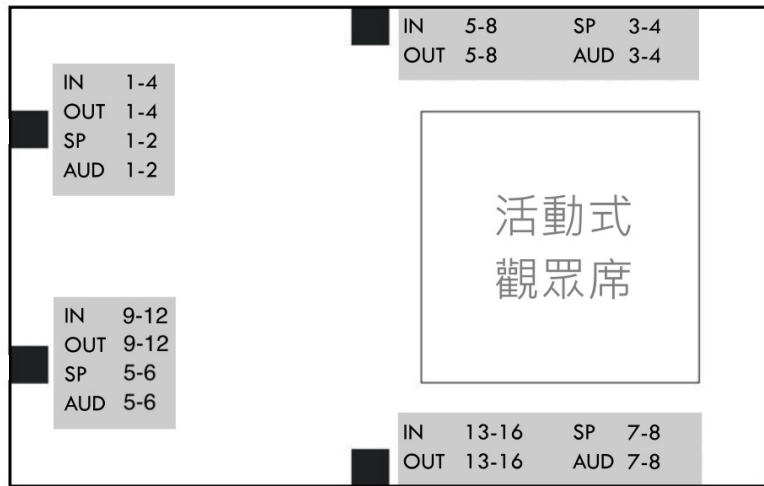 IN 5-8 SP 3-4
OUT 5-8 AUD 3-4
IN 1-4
OUT 1-4
SP 1-2
AUD 1-2
活動式
觀眾席
IN 9-12
OUT 9-12
SP 5-6
AUD 5-6
IN 13-16 SP 7-8
OUT 13-16 AUD 7-8